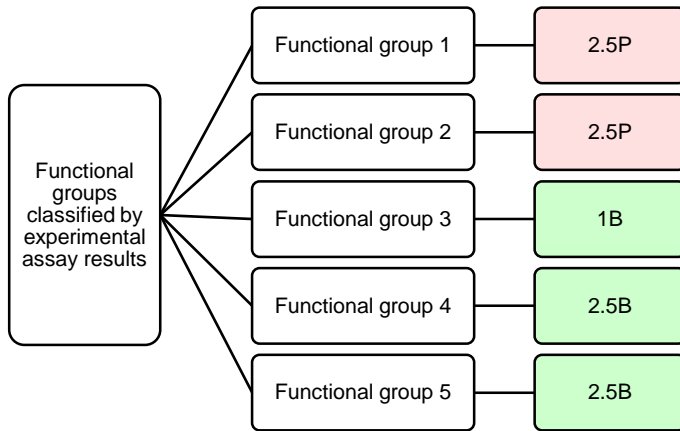 Functional
groups
classified by
experimental
assay results
Functional group 1
2.5P
Functional group 2
2.5P
Functional group 3
1B
Functional group 4
2.5B
Functional group 5
2.5B